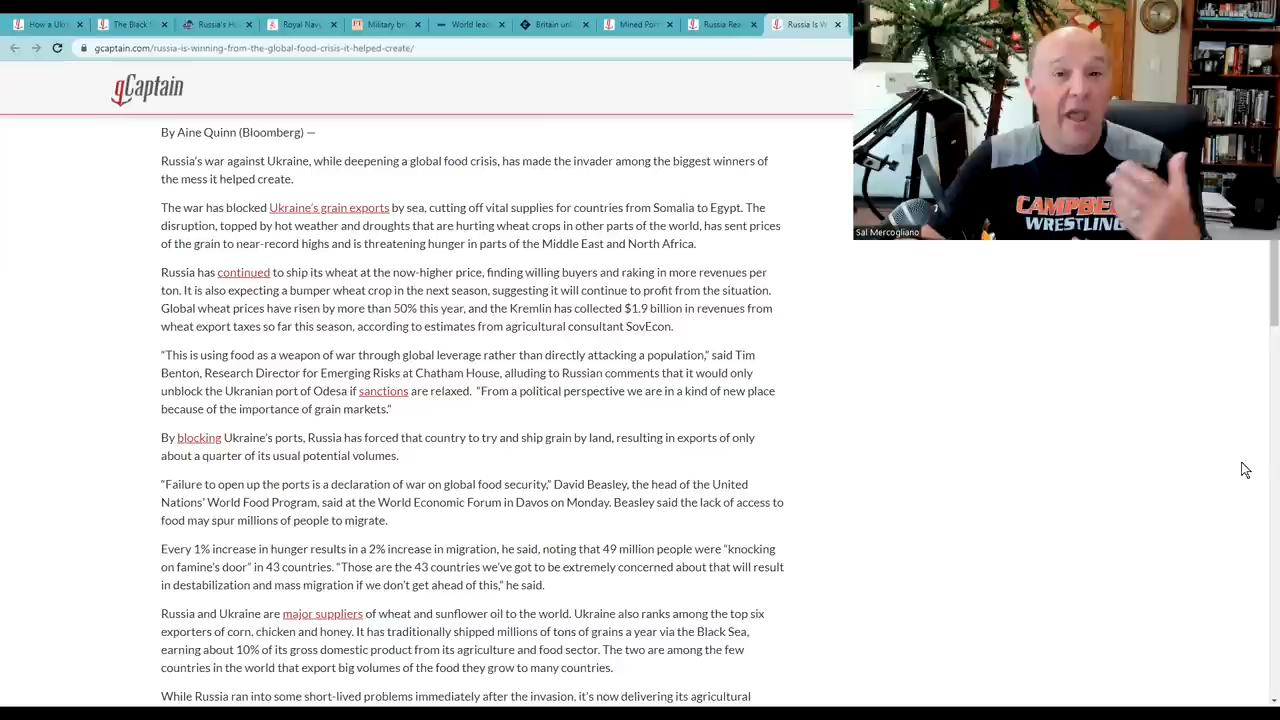 How a Uk
The Black
Russia's H
Royal Nav
Military br
World lead
Britain un
Mined Por
Russia Rea
Russia Is W
gcaptain.com/russia-is-winning-from-the-global-food-crisis-it-helped-create/
gCaptain
By Aine Quinn (Bloomberg) —
Russia's war against Ukraine, while deepening a global food crisis, has made the invader among the biggest winners of
the mess it helped create.
The war has blocked Ukraine's grain exports by sea, cutting off vital supplies for countries from Somalia to Egypt. The
disruption, topped by hot weather and droughts that are hurting wheat crops in other parts of the world, has sent prices
of the grain to near-record highs and is threatening hunger in parts of the Middle East and North Africa.
Russia has continued to ship its wheat at the now-higher price, finding willing buyers and raking in more revenues per
ton. It is also expecting a bumper wheat crop in the next season, suggesting it will continue to profit from the situation.
Global wheat prices have risen by more than 50% this year, and the Kremlin has collected $1.9 billion in revenues from
wheat export taxes so far this season, according to estimates from agricultural consultant SovEcon.
“This is using food as a weapon of war through global leverage rather than directly attacking a population,” said Tim
Benton, Research Director for Emerging Risks at Chatham House, alluding to Russian comments that it would only
unblock the Ukranian port of Odesa if sanctions are relaxed. “From a political perspective we are in a kind of new place
because of the importance of grain markets.”
By blocking Ukraine's ports, Russia has forced that country to try and ship grain by land, resulting in exports of only
about a quarter of its usual potential volumes.
“Failure to open up the ports is a declaration of war on global food security,” David Beasley, the head of the United
Nations' World Food Program, said at the World Economic Forum in Davos on Monday. Beasley said the lack of access to
food may spur millions of people to migrate.
Every 1% increase in hunger results in a 2% increase in migration, he said, noting that 49 million people were “knocking
on famine's door” in 43 countries. “Those are the 43 countries we've got to be extremely concerned about that will result
in destabilization and mass migration if we don't get ahead of this,” he said.
Russia and Ukraine are major suppliers of wheat and sunflower oil to the world. Ukraine also ranks among the top six
exporters of corn, chicken and honey. It has traditionally shipped millions of tons of grains a year via the Black Sea,
earning about 10% of its gross domestic product from its agriculture and food sector. The two are among the few
countries in the world that export big volumes of the food they grow to many countries.
While Russia ran into some short-lived problems immediately after the invasion, it's now delivering its agricultural
CAMPBE
WRESTLING
Sal Mercogliano